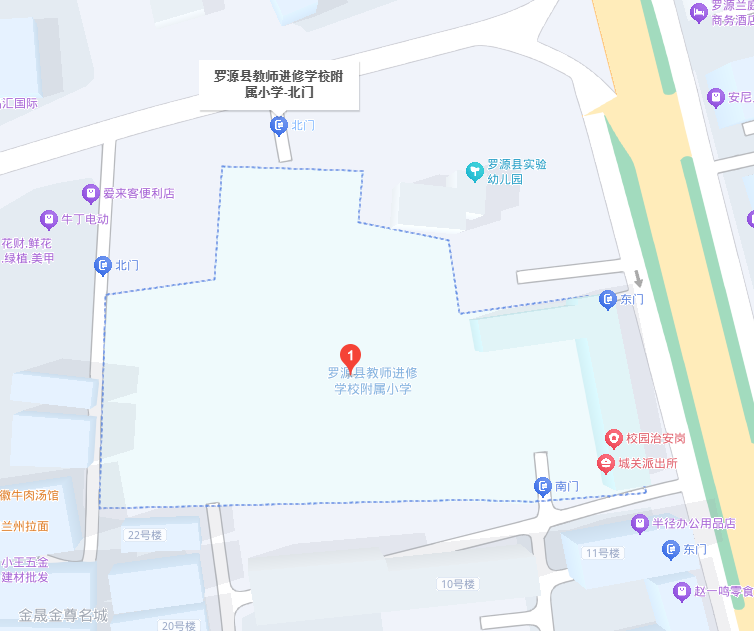 罗源兰庭
商务酒店
罗源县教师进修学校附
属小学-北门
安尼
汇国际
北门
罗源县实验
幼儿园
爱来客便利店
牛丁电动
花财.鲜花
.绿植.美甲
北门
东门
1
罗源县教师进修
学校附属小学
校园治安岗
城关派出所
南门
徽牛肉汤馆
兰州拉面
22号楼
半径办公用品店
11号楼
东门
小王五金
建材批发
10号楼
赵一鸣零食
金晟金尊名城
20号楼